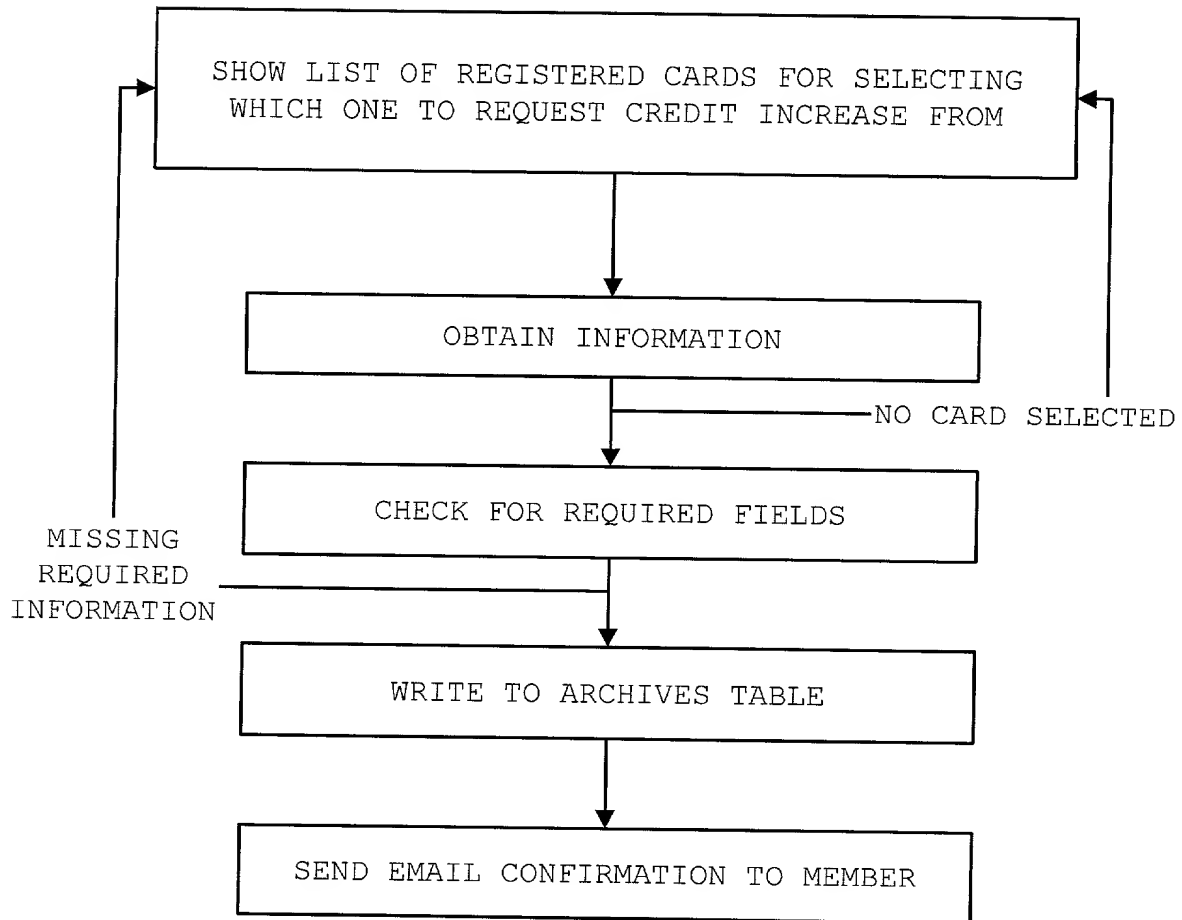 SHOW LIST OF REGISTERED CARDS FOR SELECTING
WHICH ONE TO REQUEST CREDIT INCREASE FROM
OBTAIN INFORMATION
NO CARD SELECTED
CHECK FOR REQUIRED FIELDS
MISSING
REQUIRED
INFORMATION
WRITE TO ARCHIVES TABLE
SEND EMAIL CONFIRMATION TO MEMBER